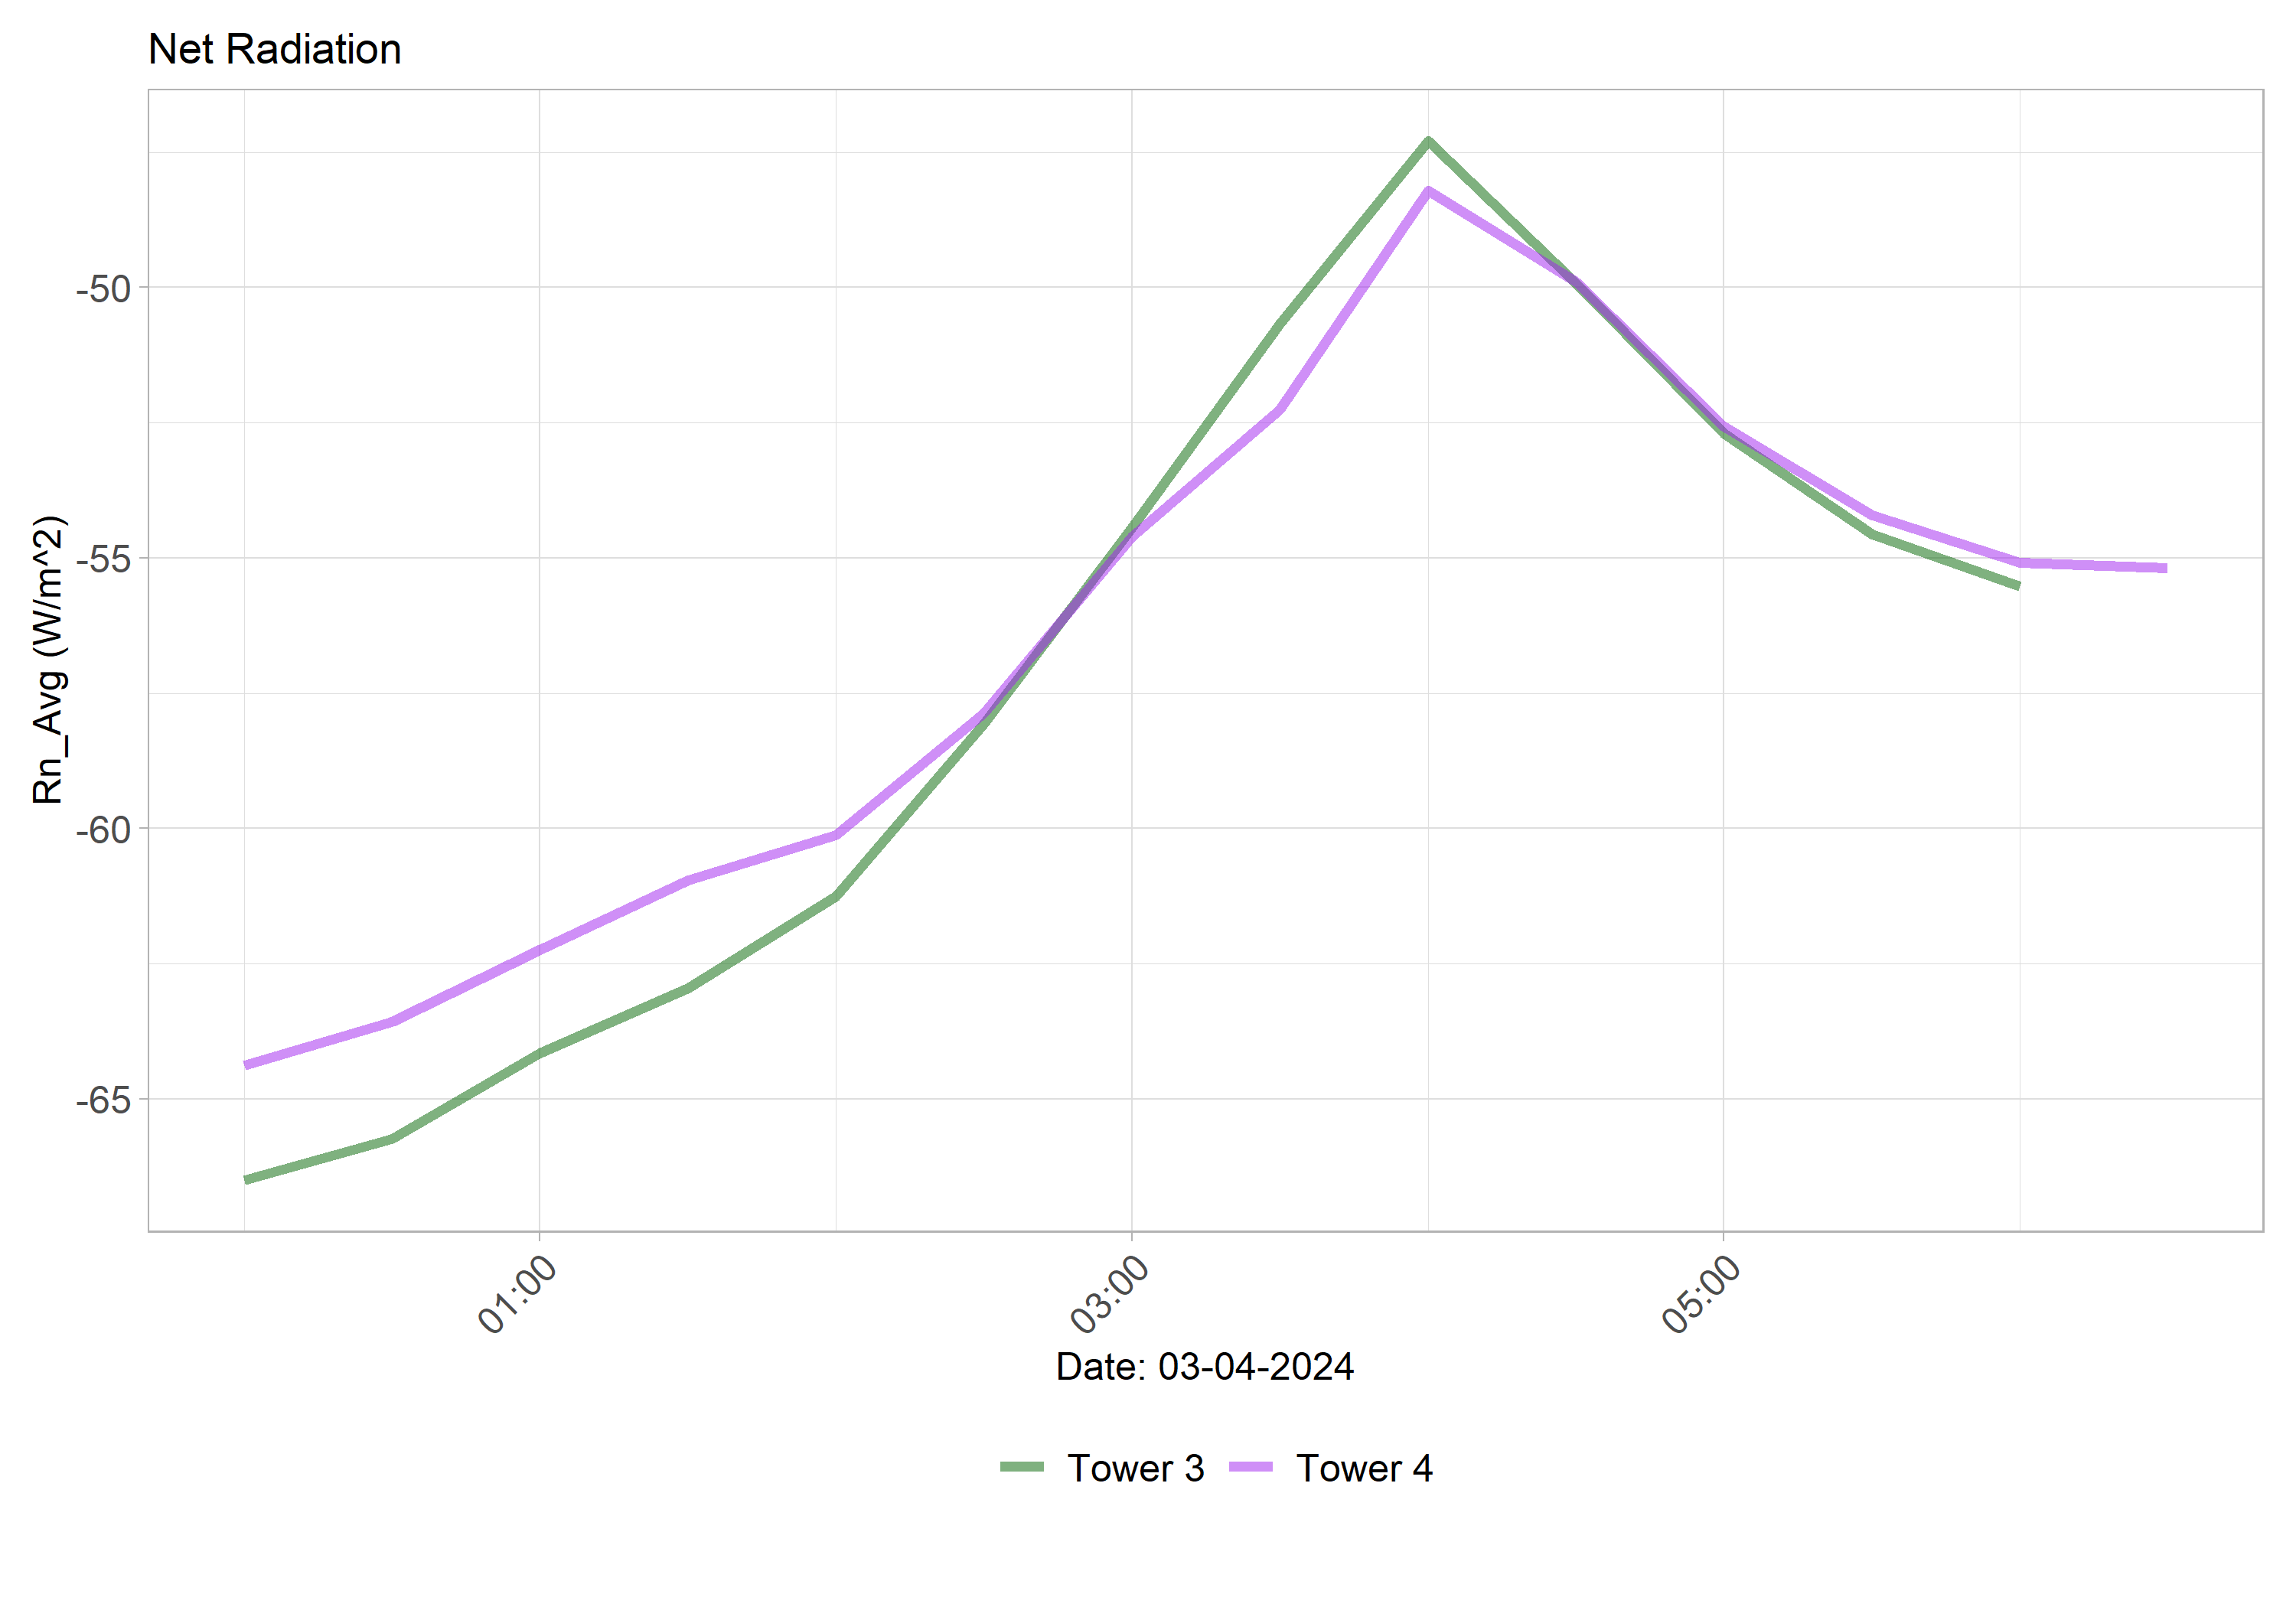 Net Radiation
Rn_Avg (W/m^2)
-50
-55
-60
-65
01:00
03:00
05:00
Date: 03-04-2024
Tower 3
Tower 4